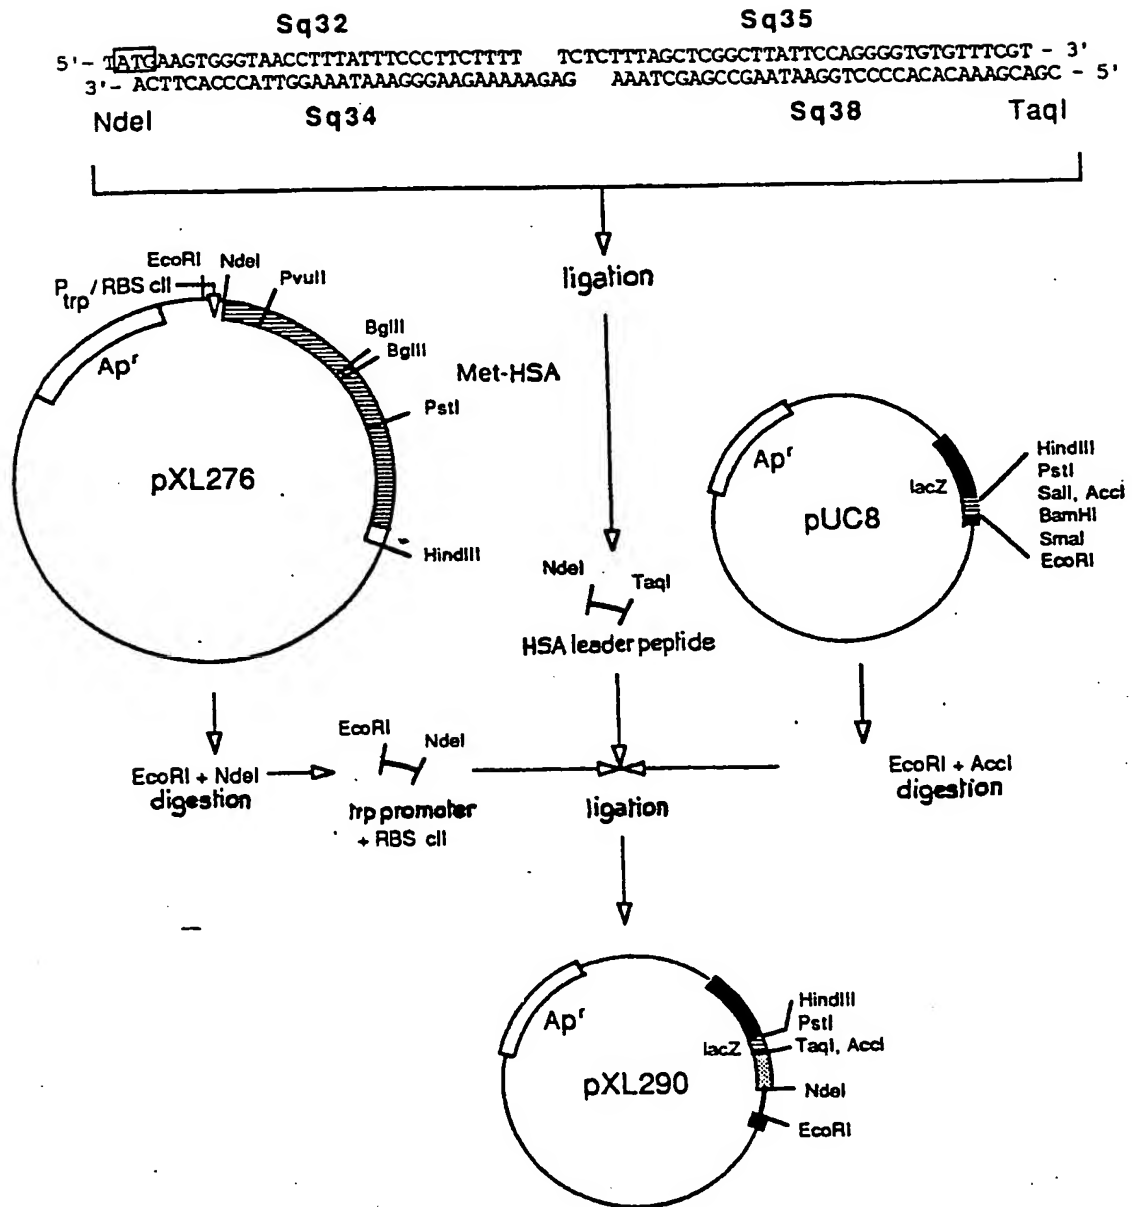 Sq32 Sq35
5'- TATGAAGTGGGTAACCTTTATTTCCCTTCTTTT TCTCTTTAGCTCGGCTTATTCCAGGGGTGTGTTTCGT - 3'
3'- ACTTCACCCATTGGAAATAAAGGGAAGAAAAAGAG AAATCGAGCCGAATAAGGTCCCCACACAAAGCAGC - 5'
NdeI Sq34 Sq38 TaqI
ligation
EcoRI
NdeI
P trp / RBS cII
PvuII
BglII
BglII
PstI
Apʳ
Met-HSA
pXL276
HindIII
Apʳ
lacZ
pUC8
HindIII
PstI
SalI, AccI
BamHI
SmaI
EcoRI
NdeI
TaqI
HSA leader peptide
EcoRI + NdeI
digestion
EcoRI
NdeI
trp promoter
+ RBS cII
ligation
EcoRI + AccI
digestion
Apʳ
lacZ
pXL290
HindIII
PstI
TaqI, AccI
NdeI
EcoRI